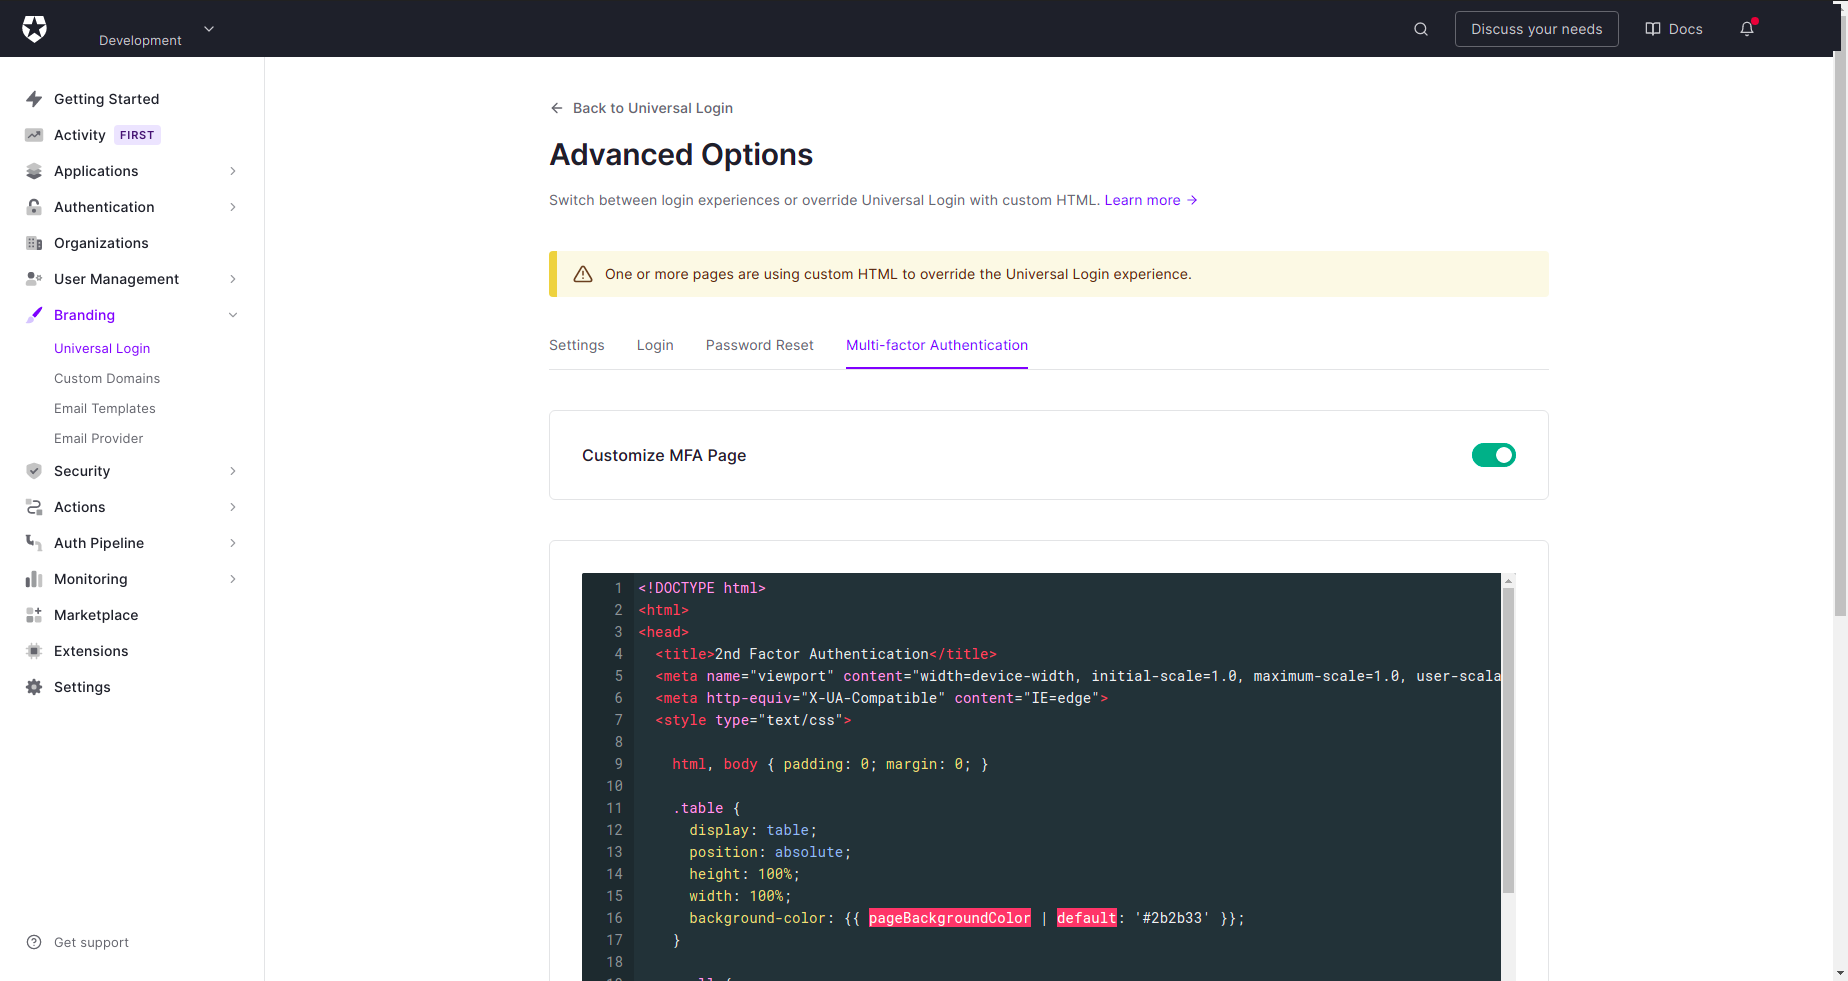 Development
Discuss your needs
Docs
Getting Started
Activity FIRST
Applications
Authentication
Organizations
User Management
Branding
Universal Login
Custom Domains
Email Templates
Email Provider
Security
Actions
Auth Pipeline
Monitoring
Marketplace
Extensions
Settings
Get support
Back to Universal Login
Advanced Options
Switch between login experiences or override Universal Login with custom HTML. Learn more →
One or more pages are using custom HTML to override the Universal Login experience.
Settings Login Password Reset Multi-factor Authentication
Customize MFA Page
1 <!DOCTYPE html>
2 <html>
3 <head>
4 <title>2nd Factor Authentication</title>
5 <meta name="viewport" content="width=device-width, initial-scale=1.0, maximum-scale=1.0, user-scala
6 <meta http-equiv="X-UA-Compatible" content="IE=edge">
7 <style type="text/css">
8
9 html, body { padding: 0; margin: 0; }
10
11 .table {
12 display: table;
13 position: absolute;
14 height: 100%;
15 width: 100%;
16 background-color: {{ pageBackgroundColor | default: '#2b2b33' }};
17 }
18